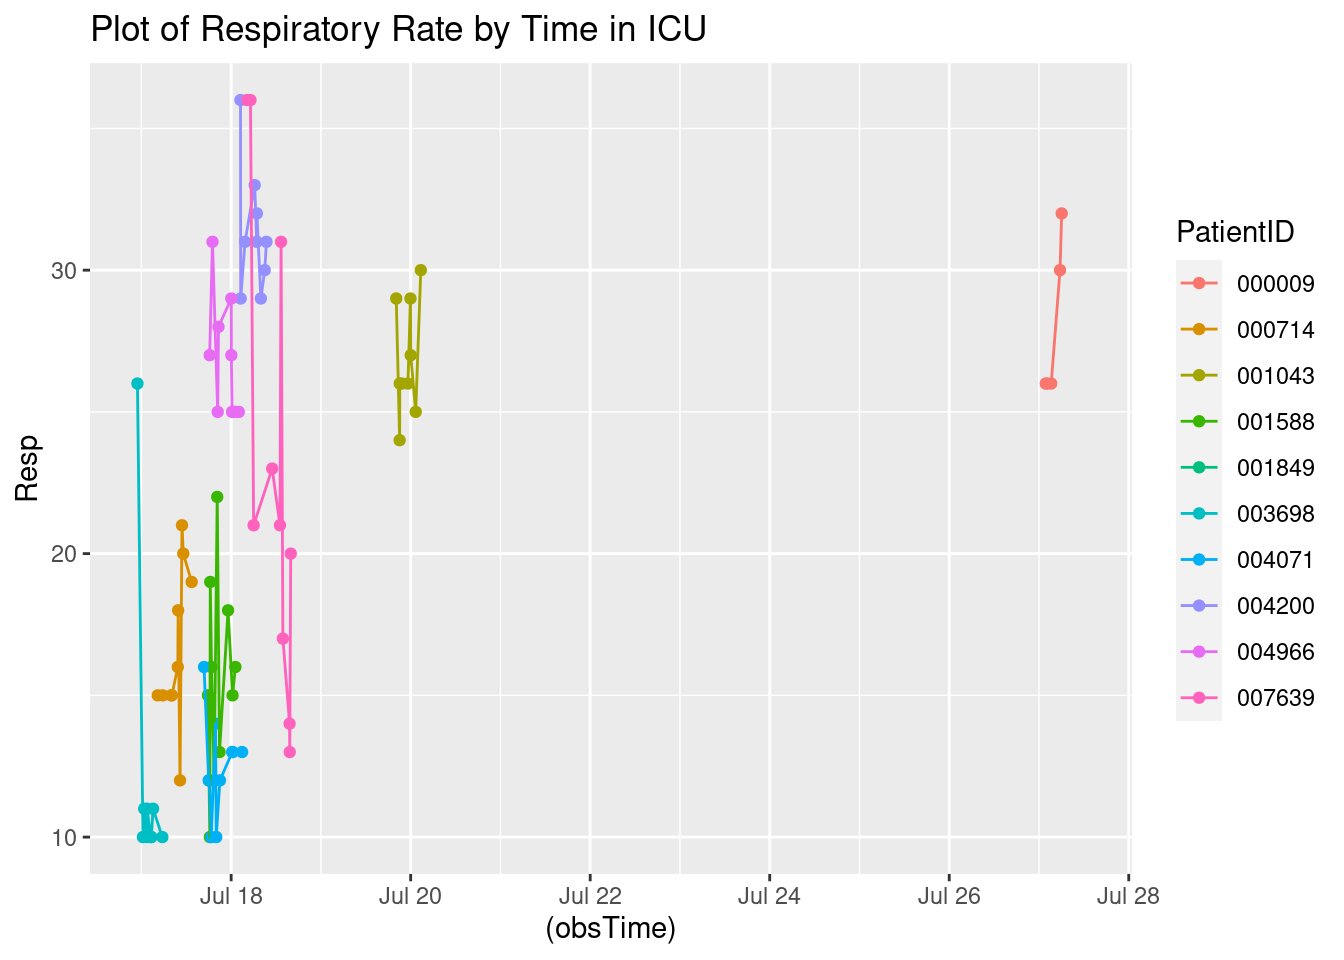 Plot of Respiratory Rate by Time in ICU
Resp
30
20
10
Jul 18
Jul 20
Jul 22
Jul 24
Jul 26
Jul 28
(obsTime)
PatientID
000009
000714
001043
001588
001849
003698
004071
004200
004966
007639